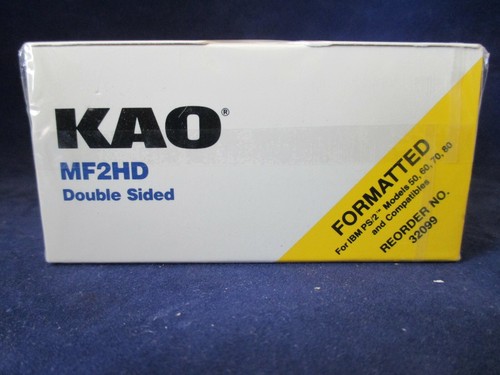 KAO®
MF2HD
Double Sided
FORMATTED
For IBM PS/2™ Models 50, 60, 70, 80
and Compatibles
REORDER NO.
32099